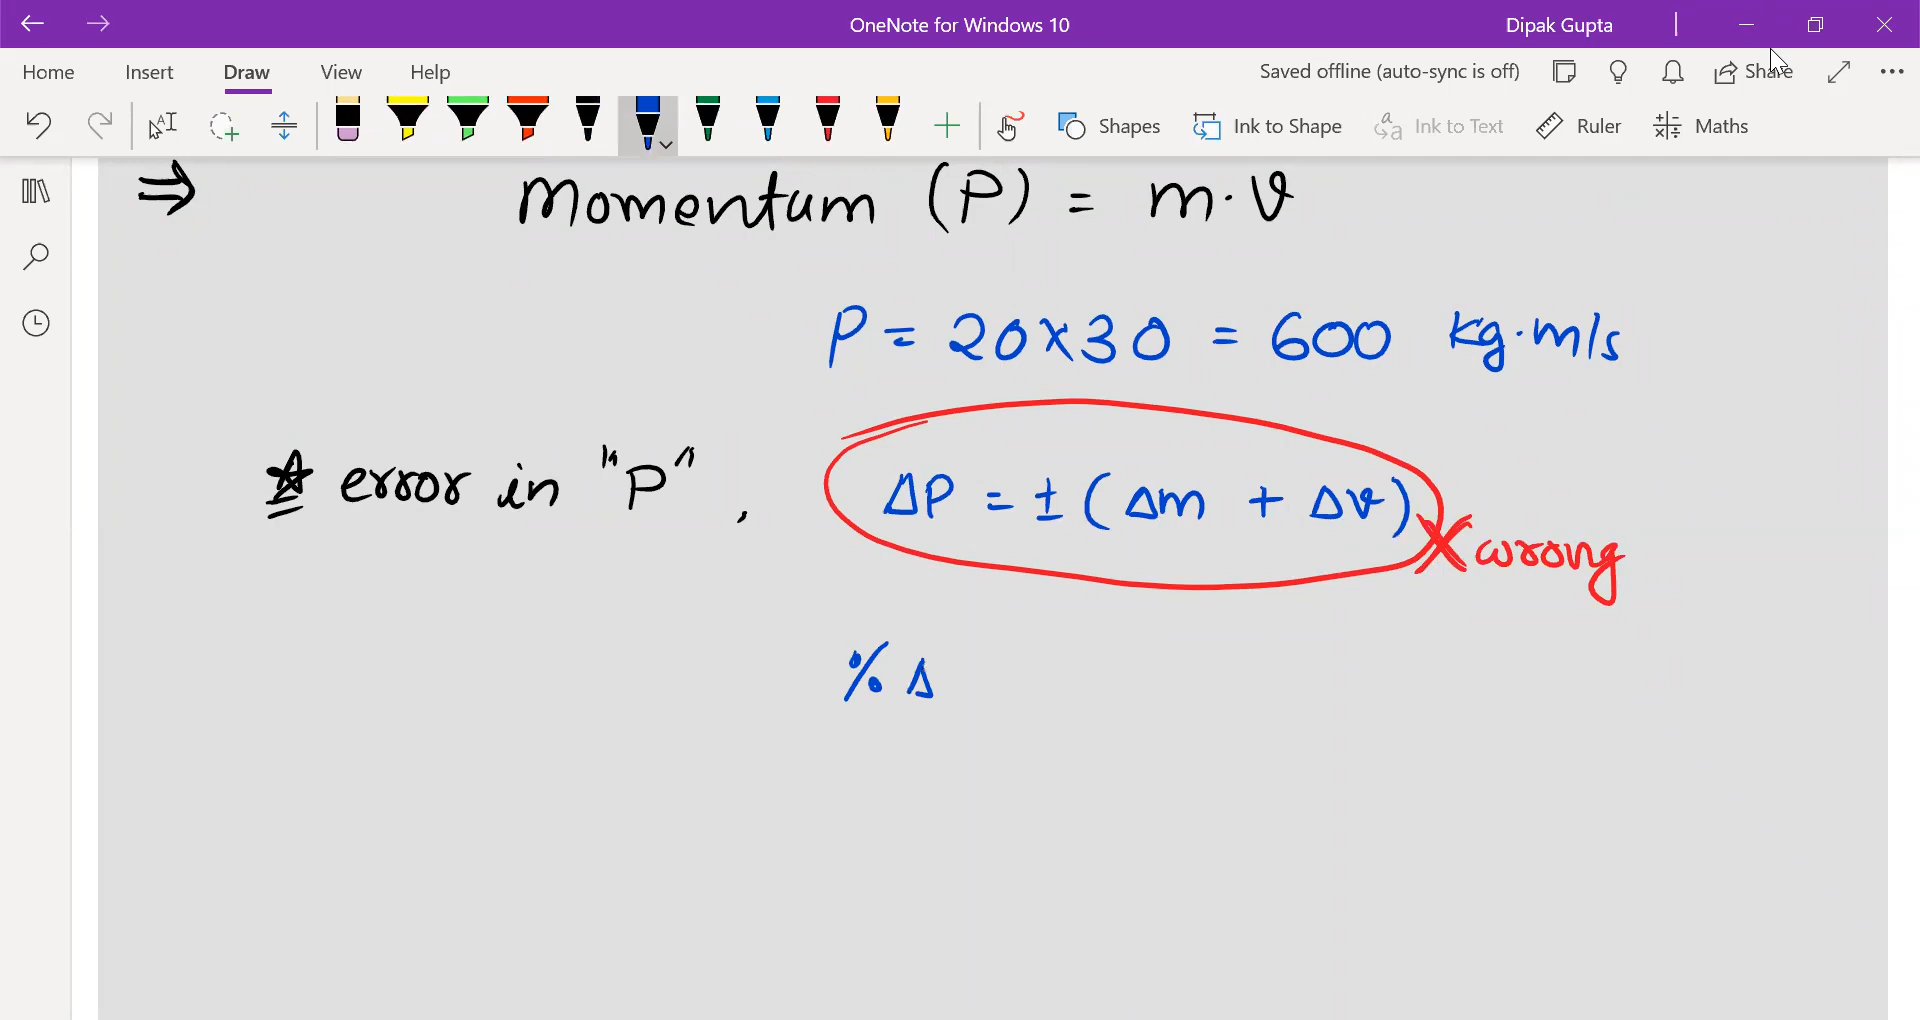 OneNote for Windows 10
Dipak Gupta
Home Insert Draw View Help
Saved offline (auto-sync is off) Share
Shapes Ink to Shape Ink to Text Ruler Maths
⇒ Momentum (P) = m·v
P = 20×30 = 600 kg·m/s
* error in "P", ΔP = ± (Δm + Δv) X wrong
% Δ